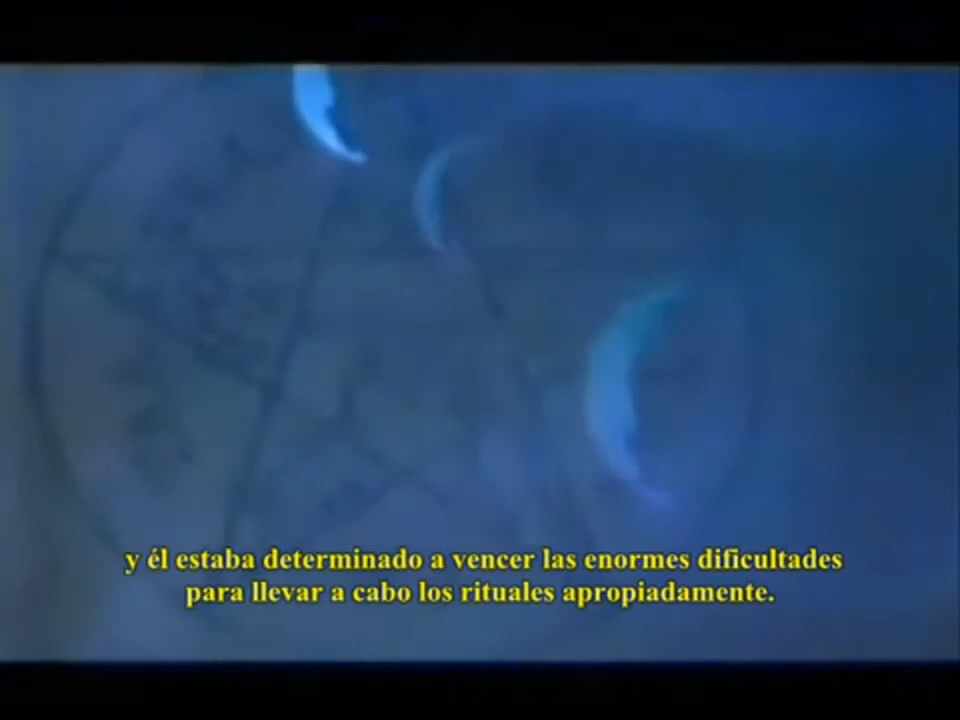 y él estaba determinado a vencer las enormes dificultades
para llevar a cabo los rituales apropiadamente.